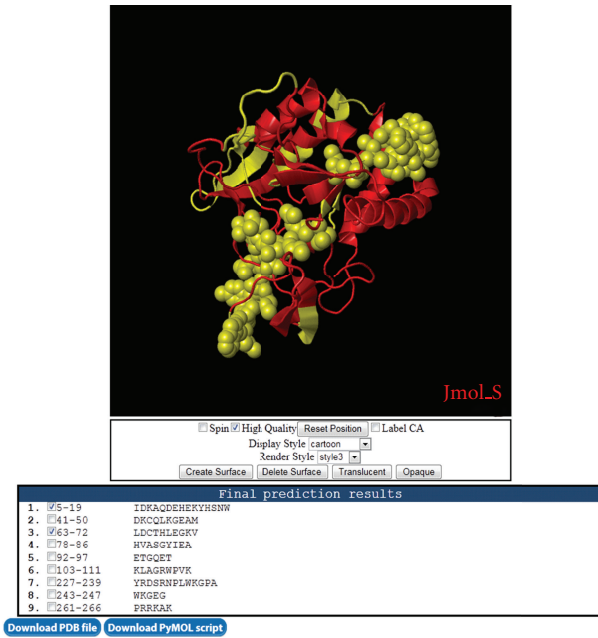 Jmol_S
Spin High Quality Reset Position Label CA
Display Style cartoon
Render Style style3
Create Surface Delete Surface Translucent Opaque
Final prediction results
1. 5-19 IDKAQDEHEKYHSNW
2. 41-50 DKCQLKGEAM
3. 63-72 LDCTHLEGKV
4. 78-86 HVASGYIEA
5. 92-97 ETGQET
6. 103-111 KLAGRWPVK
7. 227-239 YRDSRNPLWKGPA
8. 243-247 WKGEG
9. 261-266 PRRKAK
Download PDB file Download PyMOL script